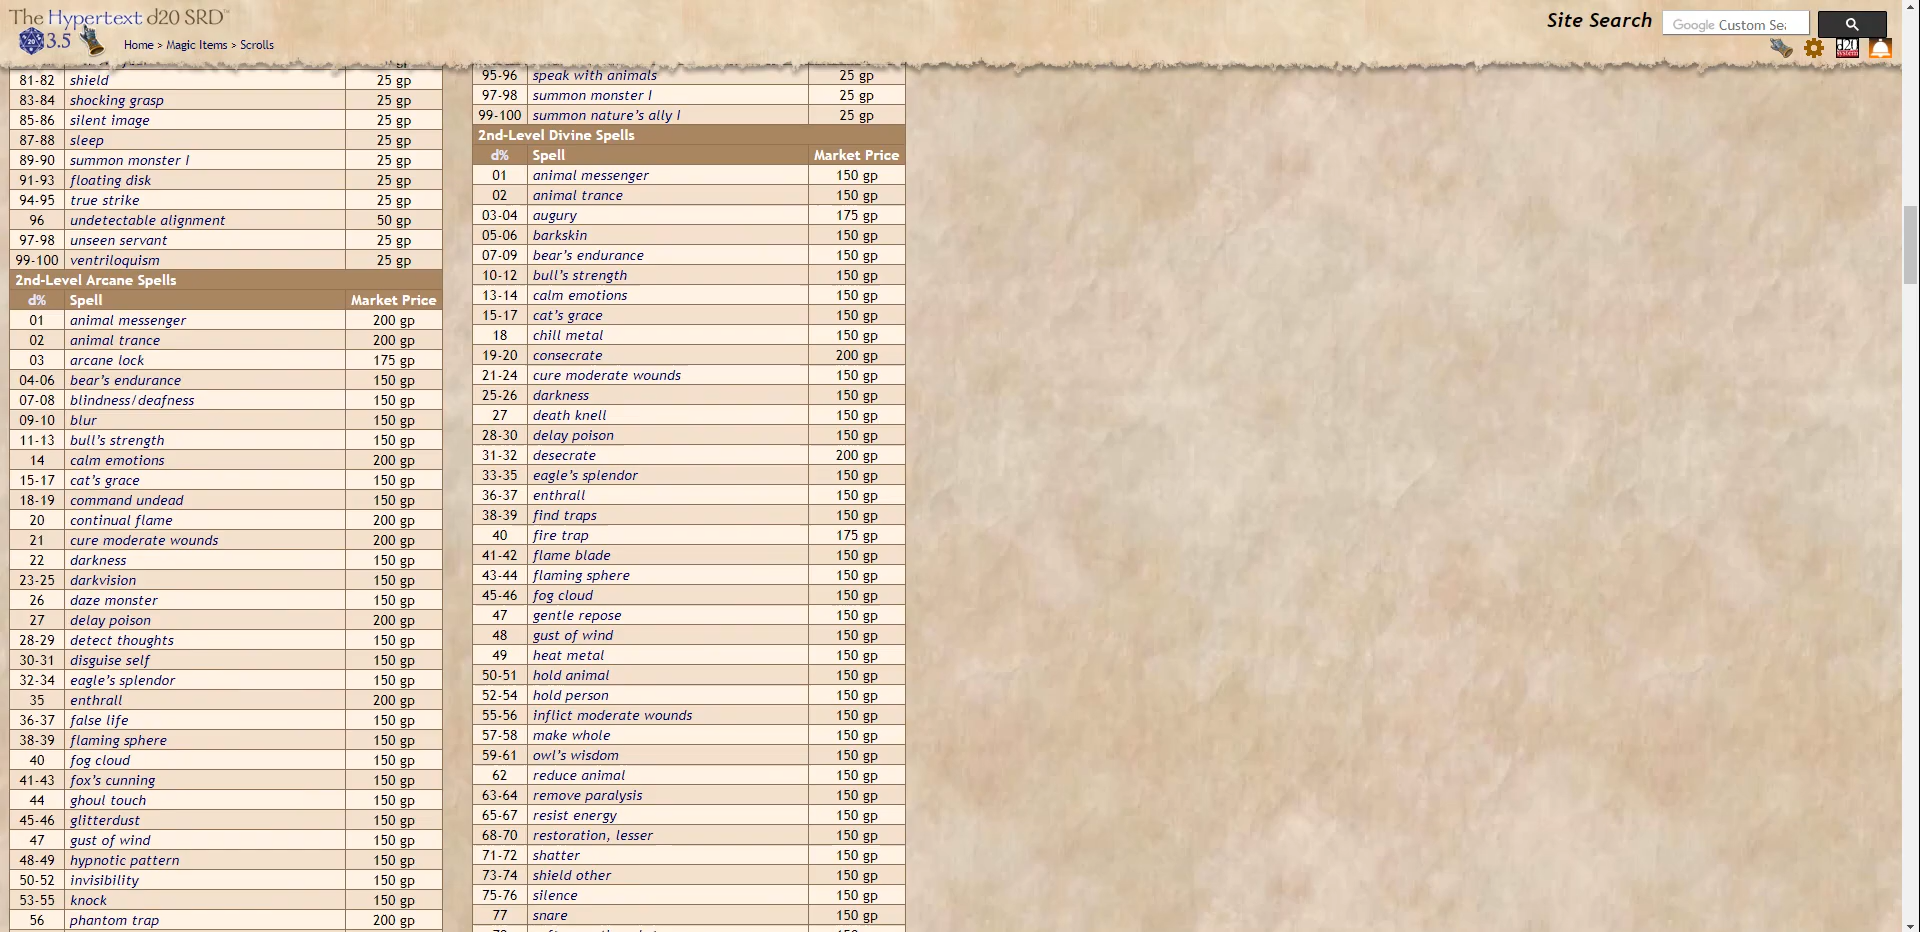 The Hypertext d20 SRD™
20 3.5
Home > Magic Items > Scrolls
Site Search
Google Custom Sea
d20 system
81-82 shield 25 gp
83-84 shocking grasp 25 gp
85-86 silent image 25 gp
87-88 sleep 25 gp
89-90 summon monster I 25 gp
91-93 floating disk 25 gp
94-95 true strike 25 gp
96 undetectable alignment 50 gp
97-98 unseen servant 25 gp
99-100 ventriloquism 25 gp
2nd-Level Arcane Spells
d% Spell Market Price
01 animal messenger 200 gp
02 animal trance 200 gp
03 arcane lock 175 gp
04-06 bear's endurance 150 gp
07-08 blindness/deafness 150 gp
09-10 blur 150 gp
11-13 bull's strength 150 gp
14 calm emotions 200 gp
15-17 cat's grace 150 gp
18-19 command undead 150 gp
20 continual flame 200 gp
21 cure moderate wounds 200 gp
22 darkness 150 gp
23-25 darkvision 150 gp
26 daze monster 150 gp
27 delay poison 200 gp
28-29 detect thoughts 150 gp
30-31 disguise self 150 gp
32-34 eagle's splendor 150 gp
35 enthrall 200 gp
36-37 false life 150 gp
38-39 flaming sphere 150 gp
40 fog cloud 150 gp
41-43 fox's cunning 150 gp
44 ghoul touch 150 gp
45-46 glitterdust 150 gp
47 gust of wind 150 gp
48-49 hypnotic pattern 150 gp
50-52 invisibility 150 gp
53-55 knock 150 gp
56 phantom trap 200 gp
95-96 speak with animals 25 gp
97-98 summon monster I 25 gp
99-100 summon nature's ally I 25 gp
2nd-Level Divine Spells
d% Spell Market Price
01 animal messenger 150 gp
02 animal trance 150 gp
03-04 augury 175 gp
05-06 barkskin 150 gp
07-09 bear's endurance 150 gp
10-12 bull's strength 150 gp
13-14 calm emotions 150 gp
15-17 cat's grace 150 gp
18 chill metal 150 gp
19-20 consecrate 200 gp
21-24 cure moderate wounds 150 gp
25-26 darkness 150 gp
27 death knell 150 gp
28-30 delay poison 150 gp
31-32 desecrate 200 gp
33-35 eagle's splendor 150 gp
36-37 enthrall 150 gp
38-39 find traps 150 gp
40 fire trap 175 gp
41-42 flame blade 150 gp
43-44 flaming sphere 150 gp
45-46 fog cloud 150 gp
47 gentle repose 150 gp
48 gust of wind 150 gp
49 heat metal 150 gp
50-51 hold animal 150 gp
52-54 hold person 150 gp
55-56 inflict moderate wounds 150 gp
57-58 make whole 150 gp
59-61 owl's wisdom 150 gp
62 reduce animal 150 gp
63-64 remove paralysis 150 gp
65-67 resist energy 150 gp
68-70 restoration, lesser 150 gp
71-72 shatter 150 gp
73-74 shield other 150 gp
75-76 silence 150 gp
77 snare 150 gp